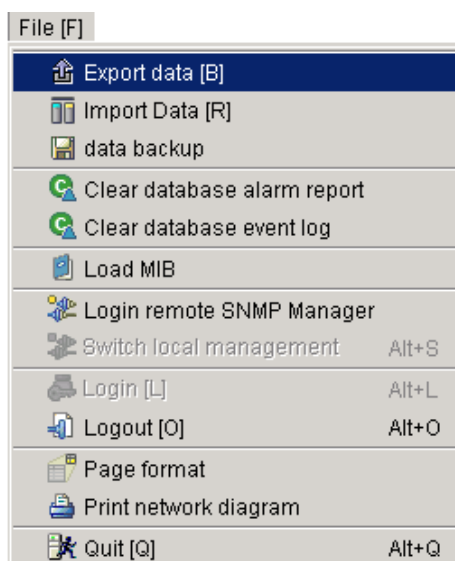 File [F]
Export data [B]
Import Data [R]
data backup
Clear database alarm report
Clear database event log
Load MIB
Login remote SNMP Manager
Switch local management Alt+S
Login [L] Alt+L
Logout [O] Alt+O
Page format
Print network diagram
Quit [Q] Alt+Q